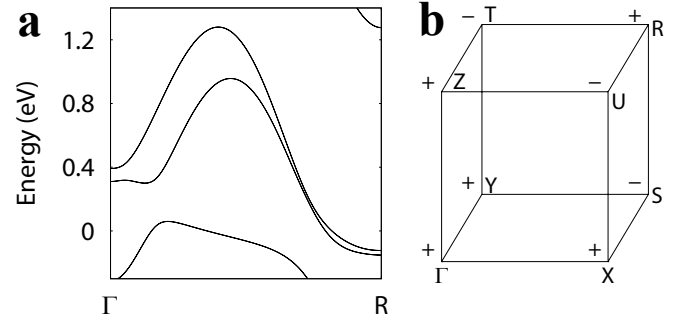 a
Energy (eV)
1.2
0.8
0.4
0
Γ R
b
− T + R
+ Z − U
+ Y − S
+ +
Γ X